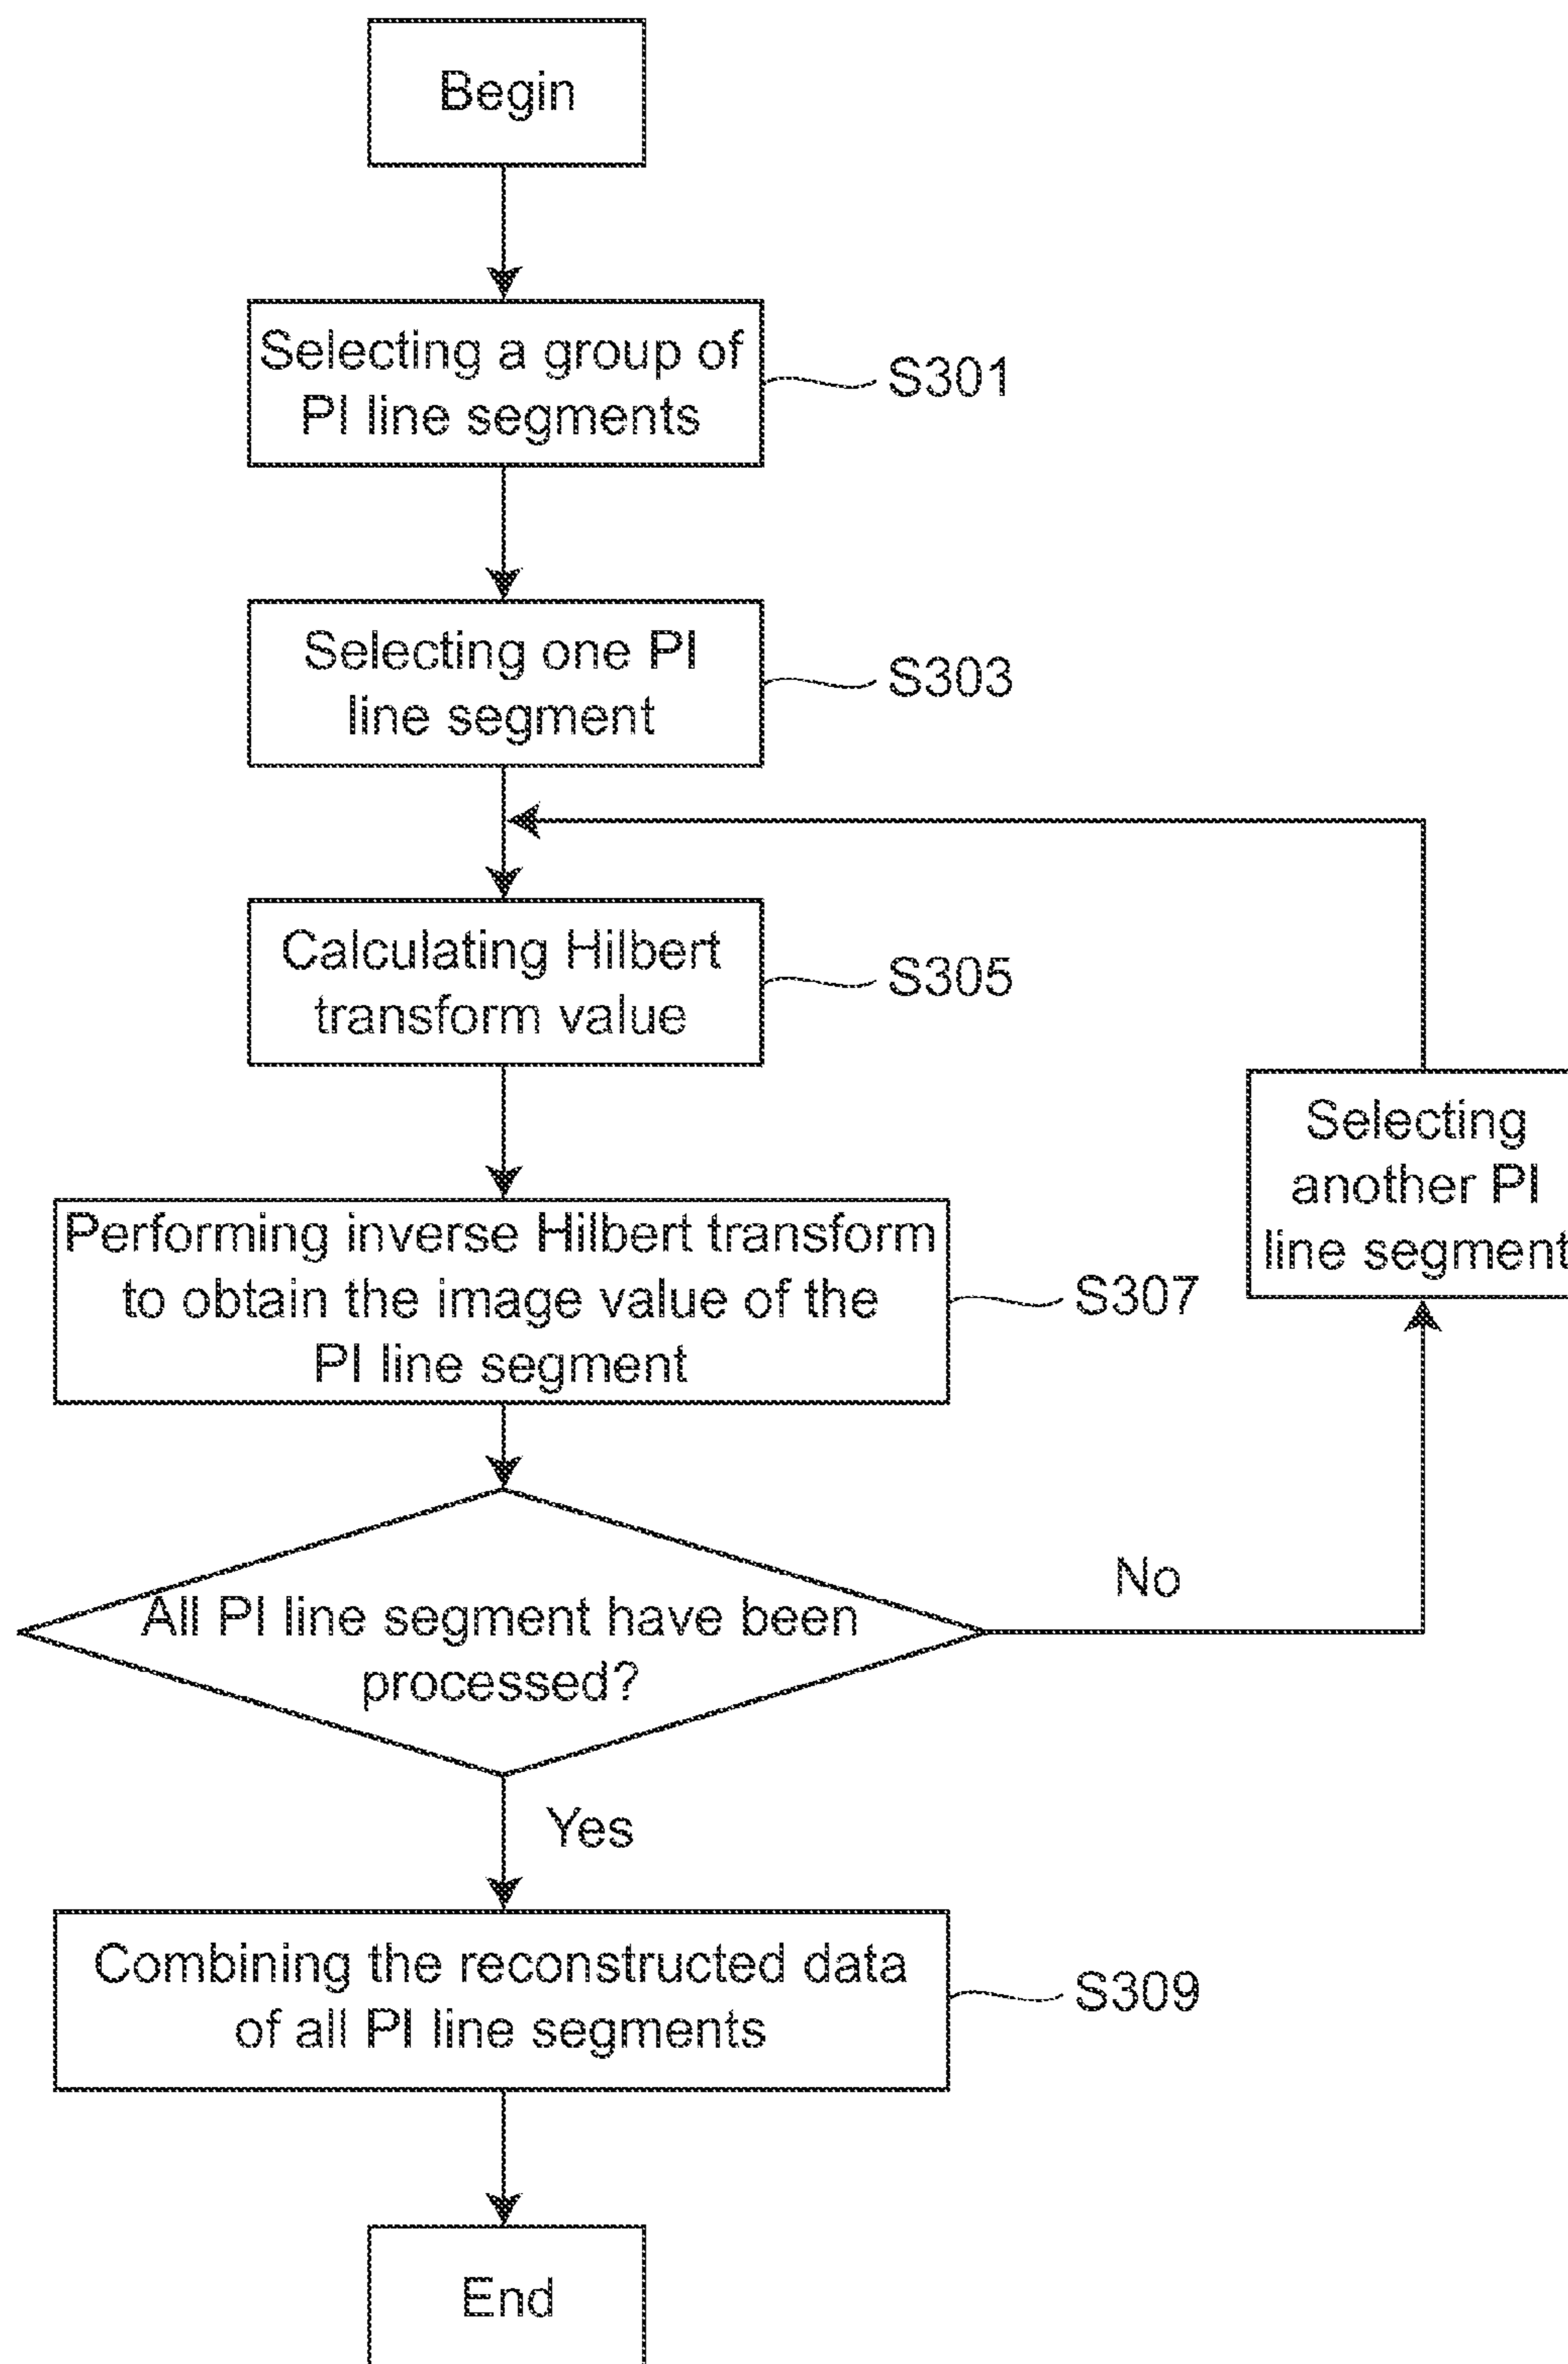 Begin
Selecting a group of
PI line segments
S301
Selecting one PI
line segment
S303
Calculating Hilbert
transform value
S305
Selecting
another PI
line segment
Performing inverse Hilbert transform
to obtain the image value of the
PI line segment
S307
All PI line segment have been
processed?
No
Yes
Combining the reconstructed data
of all PI line segments
S309
End